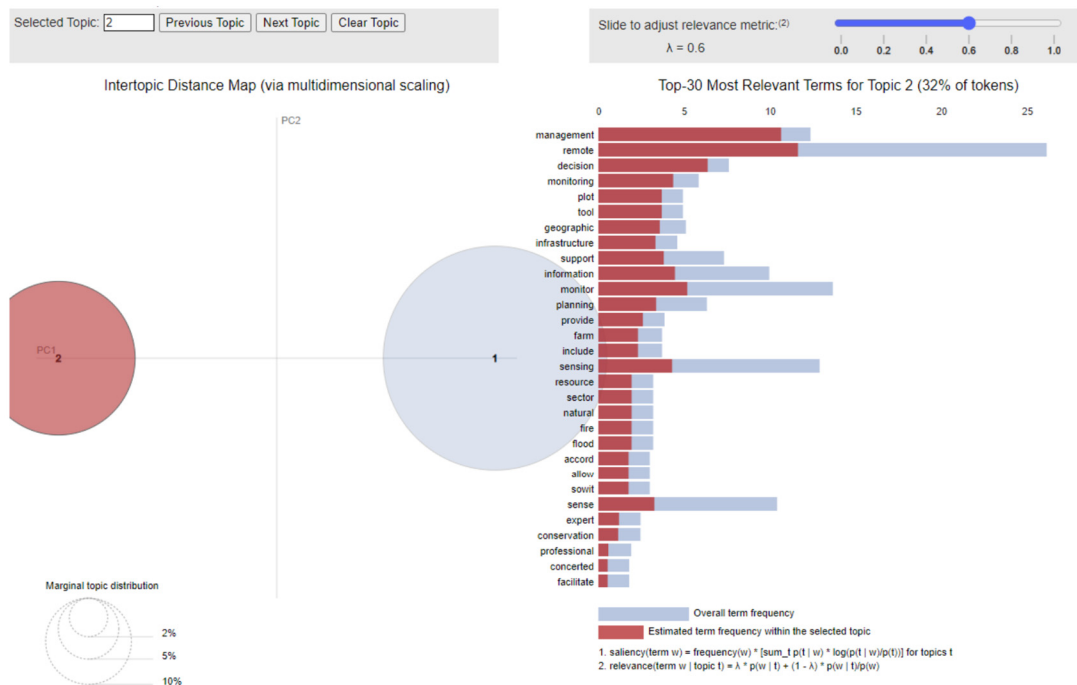 Selected Topic: 2 Previous Topic Next Topic Clear Topic
Slide to adjust relevance metric:(2)
λ = 0.6
0.0 0.2 0.4 0.6 0.8 1.0
Intertopic Distance Map (via multidimensional scaling)
PC2
PC1
2
1
Marginal topic distribution
2%
5%
10%
Top-30 Most Relevant Terms for Topic 2 (32% of tokens)
0 5 10 15 20 25
management
remote
decision
monitoring
plot
tool
geographic
infrastructure
support
information
monitor
planning
provide
farm
include
sensing
resource
sector
natural
fire
flood
accord
allow
sowit
sense
expert
conservation
professional
concerted
facilitate
Overall term frequency
Estimated term frequency within the selected topic
1. saliency(term w) = frequency(w) * [sum_t p(t | w) * log(p(t | w)/p(t))] for topics t
2. relevance(term w | topic t) = λ * p(w | t) + (1 - λ) * p(w | t)/p(w)